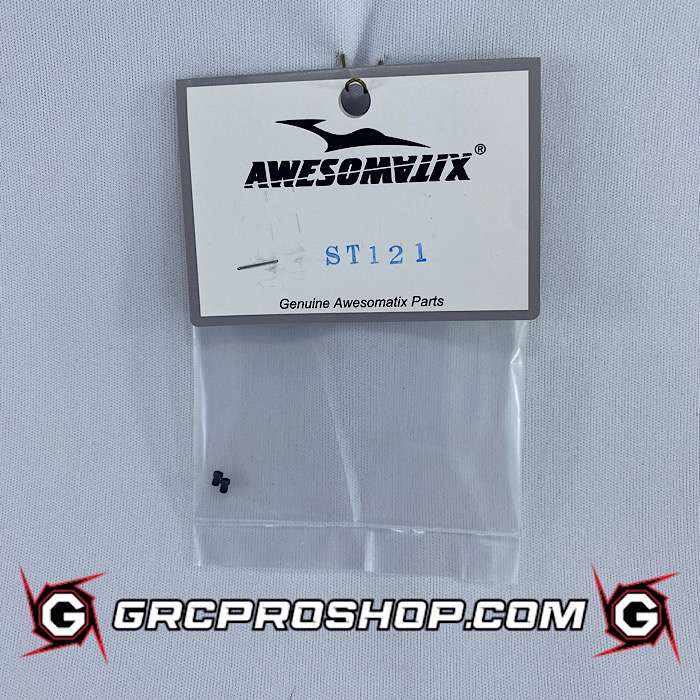 AWESOMATIX®
ST121
Genuine Awesomatix Parts
G GRCPROSHOP.COM G